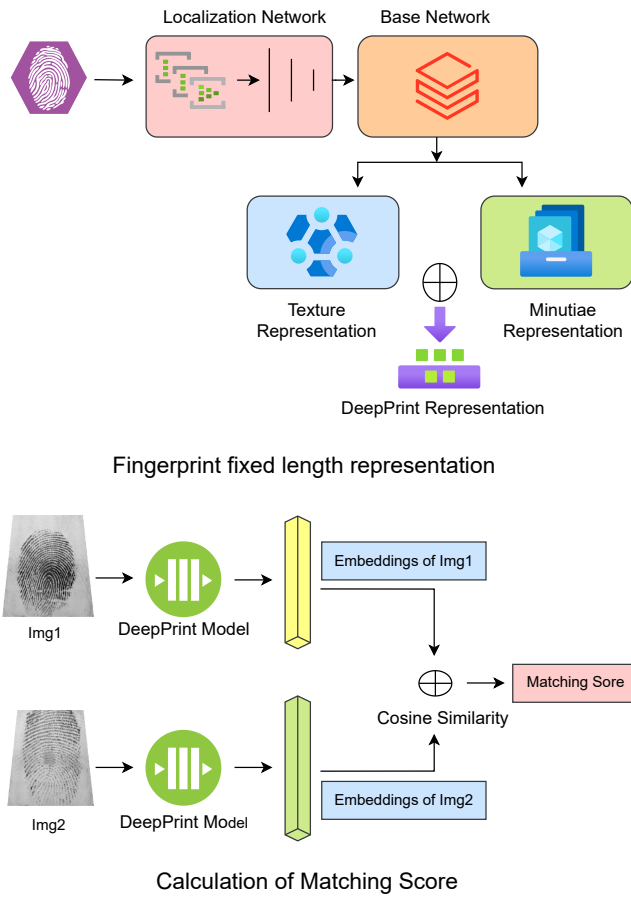 Localization Network
Base Network
Texture
Representation
Minutiae
Representation
DeepPrint Representation
Fingerprint fixed length representation
Img1
DeepPrint Model
Embeddings of Img1
Matching Sore
Cosine Similarity
Img2
DeepPrint Model
Embeddings of Img2
Calculation of Matching Score